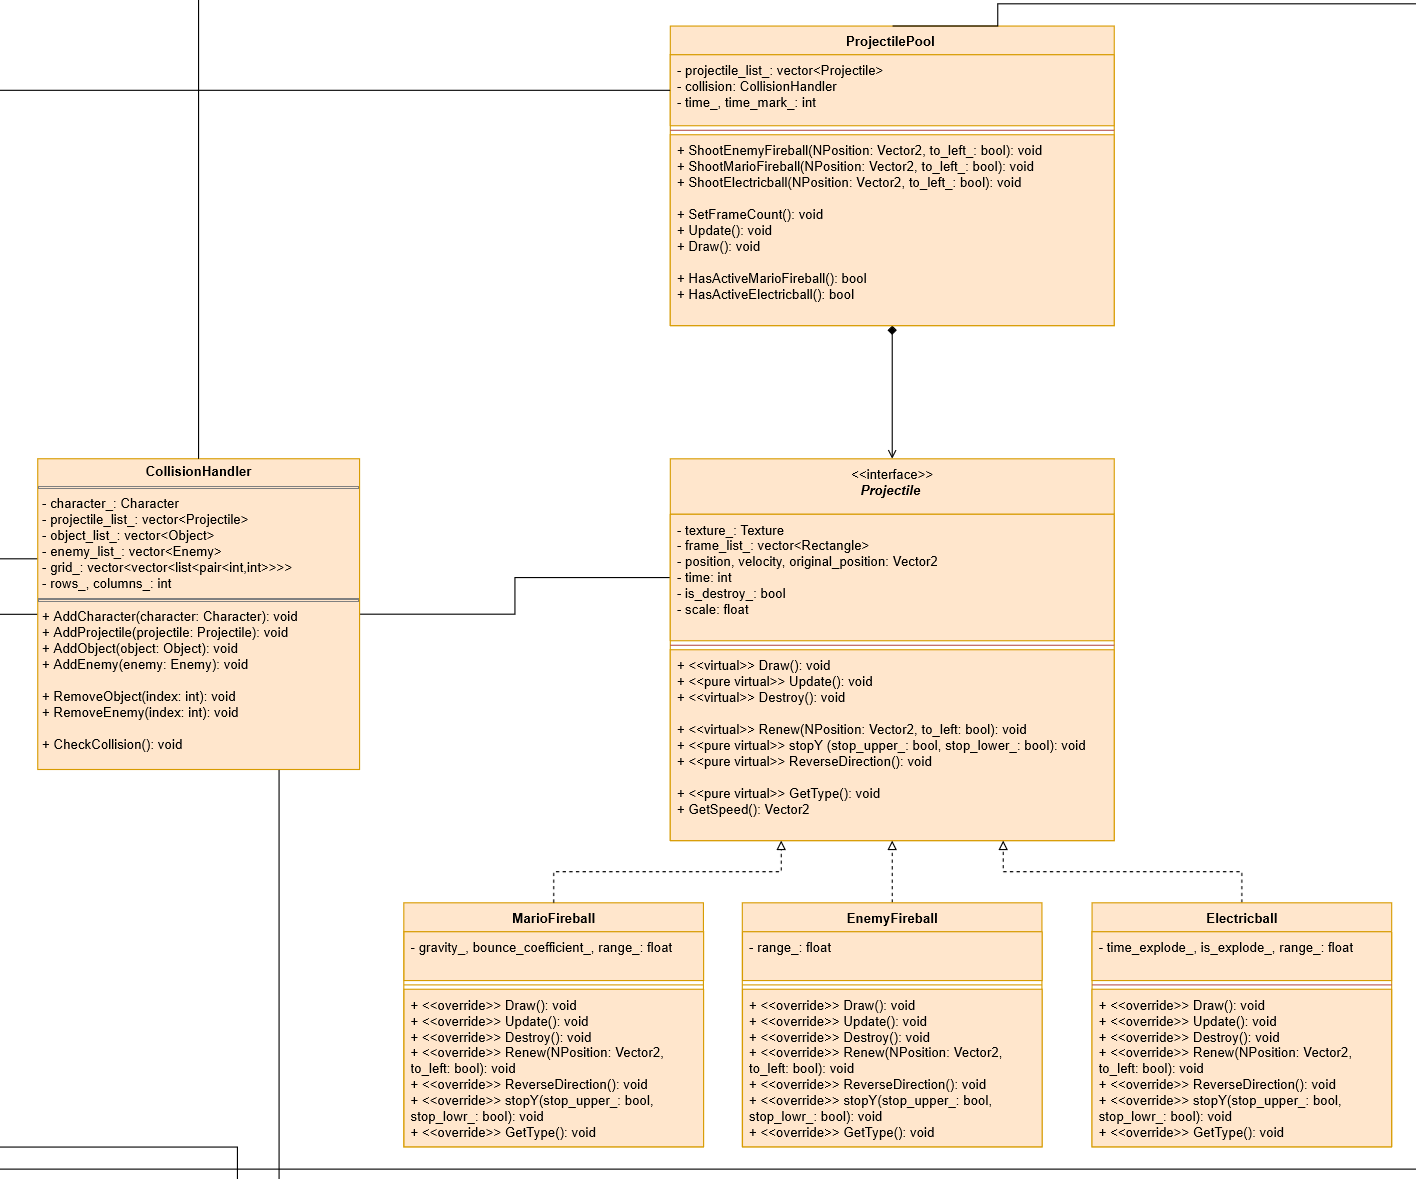 ProjectilePool
- projectile_list_: vector<Projectile>
- collision: CollisionHandler
- time_, time_mark_: int
+ ShootEnemyFireball(NPosition: Vector2, to_left_: bool): void
+ ShootMarioFireball(NPosition: Vector2, to_left_: bool): void
+ ShootElectricball(NPosition: Vector2, to_left_: bool): void
+ SetFrameCount(): void
+ Update(): void
+ Draw(): void
+ HasActiveMarioFireball(): bool
+ HasActiveElectricball(): bool
CollisionHandler
- character_: Character
- projectile_list_: vector<Projectile>
- object_list_: vector<Object>
- enemy_list_: vector<Enemy>
- grid_: vector<vector<list<pair<int,int>>>>
- rows_, columns_: int
+ AddCharacter(character: Character): void
+ AddProjectile(projectile: Projectile): void
+ AddObject(object: Object): void
+ AddEnemy(enemy: Enemy): void
+ RemoveObject(index: int): void
+ RemoveEnemy(index: int): void
+ CheckCollision(): void
<<interface>>
Projectile
- texture_: Texture
- frame_list_: vector<Rectangle>
- position, velocity, original_position: Vector2
- time: int
- is_destroy_: bool
- scale: float
+ <<virtual>> Draw(): void
+ <<pure virtual>> Update(): void
+ <<virtual>> Destroy(): void
+ <<virtual>> Renew(NPosition: Vector2, to_left: bool): void
+ <<pure virtual>> stopY (stop_upper_: bool, stop_lower_: bool): void
+ <<pure virtual>> ReverseDirection(): void
+ <<pure virtual>> GetType(): void
+ GetSpeed(): Vector2
MarioFireball
- gravity_, bounce_coefficient_, range_: float
+ <<override>> Draw(): void
+ <<override>> Update(): void
+ <<override>> Destroy(): void
+ <<override>> Renew(NPosition: Vector2,
to_left: bool): void
+ <<override>> ReverseDirection(): void
+ <<override>> stopY(stop_upper_: bool,
stop_lowr_: bool): void
+ <<override>> GetType(): void
EnemyFireball
- range_: float
+ <<override>> Draw(): void
+ <<override>> Update(): void
+ <<override>> Destroy(): void
+ <<override>> Renew(NPosition: Vector2,
to_left: bool): void
+ <<override>> ReverseDirection(): void
+ <<override>> stopY(stop_upper_: bool,
stop_lowr_: bool): void
+ <<override>> GetType(): void
Electricball
- time_explode_, is_explode_, range_: float
+ <<override>> Draw(): void
+ <<override>> Update(): void
+ <<override>> Destroy(): void
+ <<override>> Renew(NPosition: Vector2,
to_left: bool): void
+ <<override>> ReverseDirection(): void
+ <<override>> stopY(stop_upper_: bool,
stop_lowr_: bool): void
+ <<override>> GetType(): void